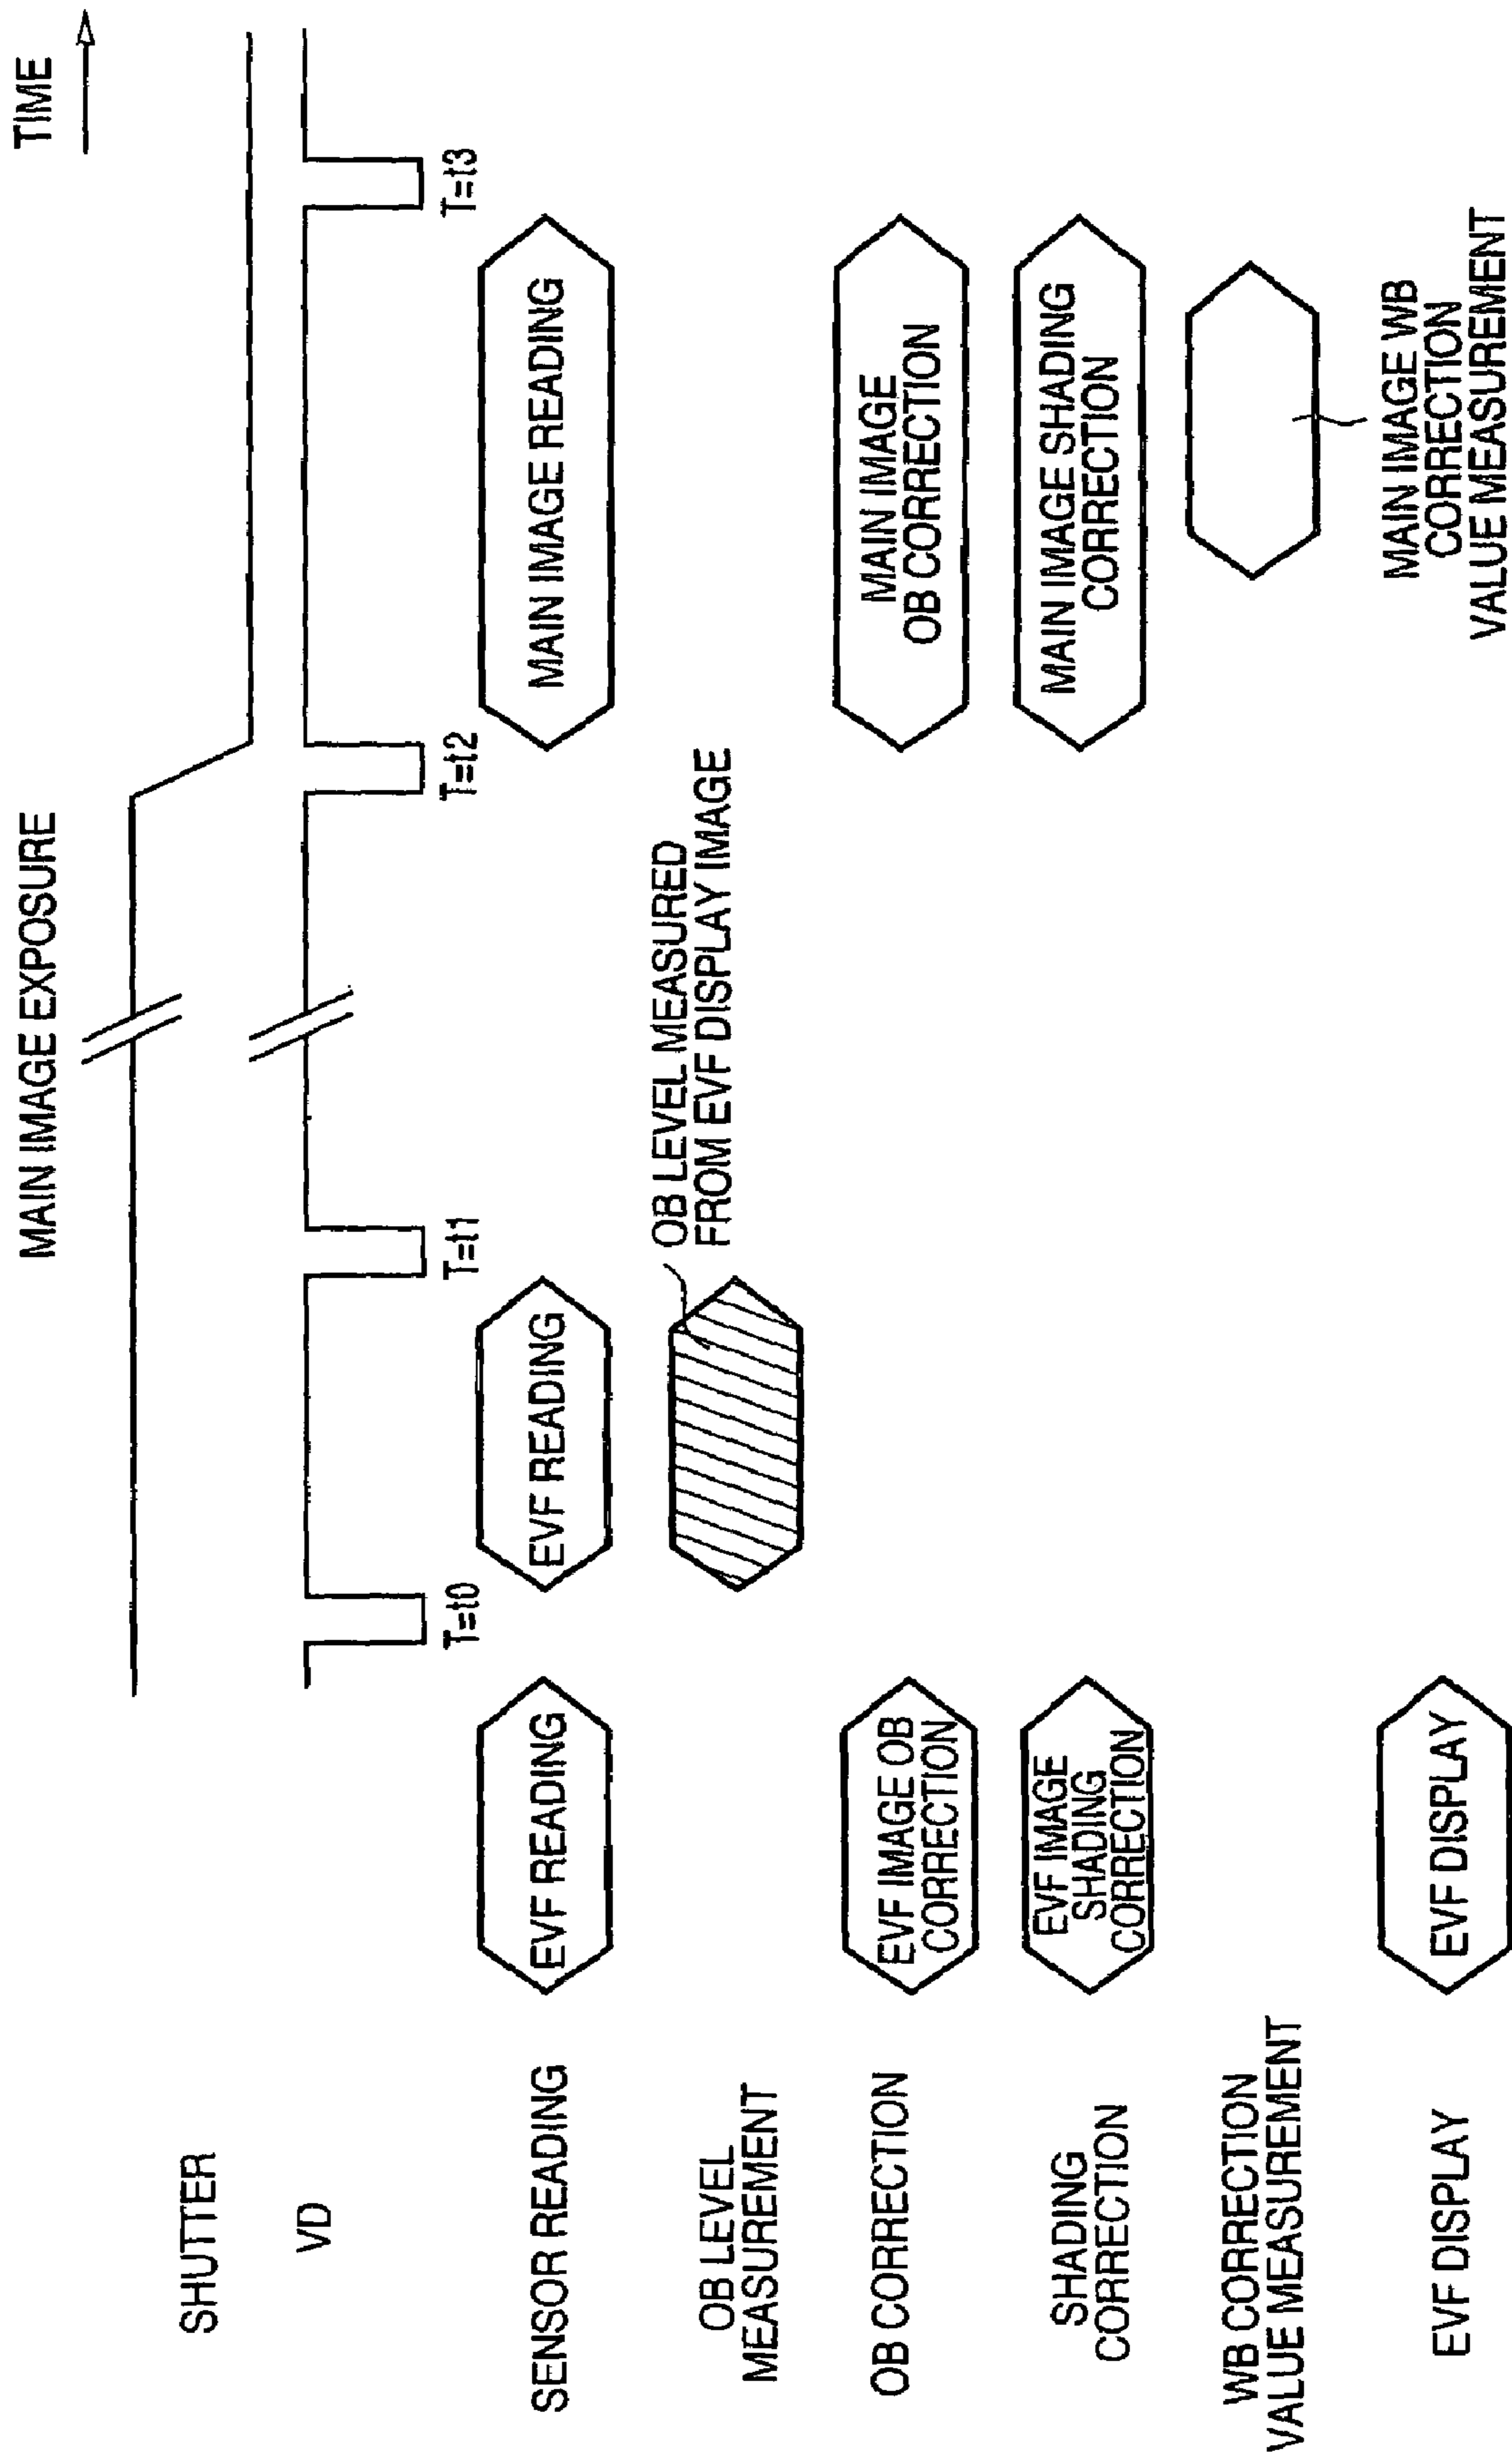 TIME
MAIN IMAGE EXPOSURE
SHUTTER
VD
T=t0
T=t1
T=t2
T=t3
SENSOR READING
EVF READING
EVF READING
MAIN IMAGE READING
OB LEVEL
MEASUREMENT
OB LEVEL MEASURED
FROM EVF DISPLAY IMAGE
OB CORRECTION
EVF IMAGE OB
CORRECTION
MAIN IMAGE
OB CORRECTION
SHADING
CORRECTION
EVF IMAGE
SHADING
CORRECTION
MAIN IMAGE SHADING
CORRECTION
WB CORRECTION
VALUE MEASUREMENT
MAIN IMAGE WB
CORRECTION
VALUE MEASUREMENT
EVF DISPLAY
EVF DISPLAY